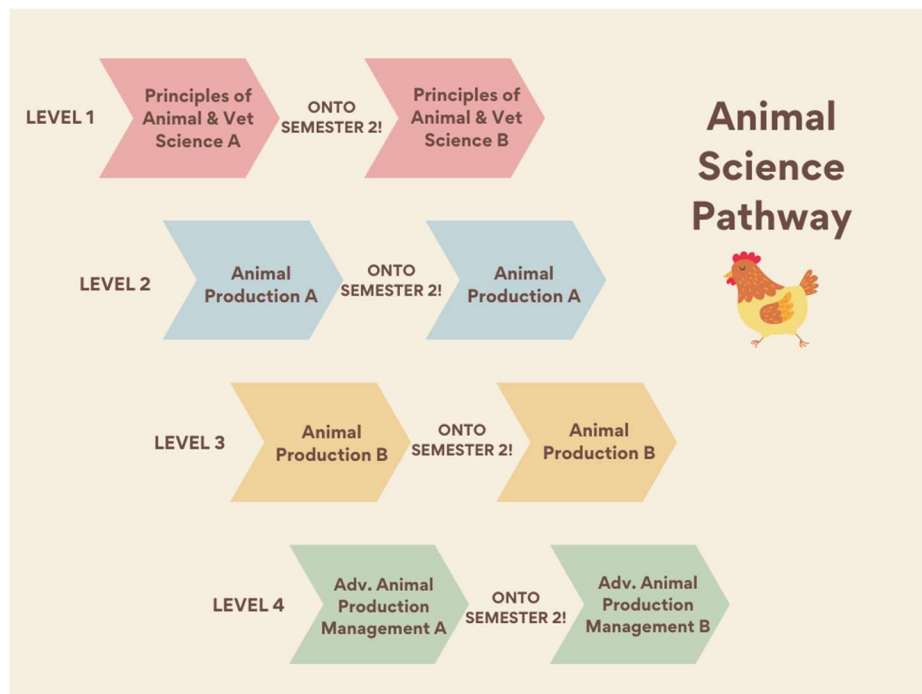 Animal
Science
Pathway
LEVEL 1
Principles of
Animal & Vet
Science A
ONTO
SEMESTER 2!
Principles of
Animal & Vet
Science B
LEVEL 2
Animal
Production A
ONTO
SEMESTER 2!
Animal
Production A
LEVEL 3
Animal
Production B
ONTO
SEMESTER 2!
Animal
Production B
LEVEL 4
Adv. Animal
Production
Management A
ONTO
SEMESTER 2!
Adv. Animal
Production
Management B